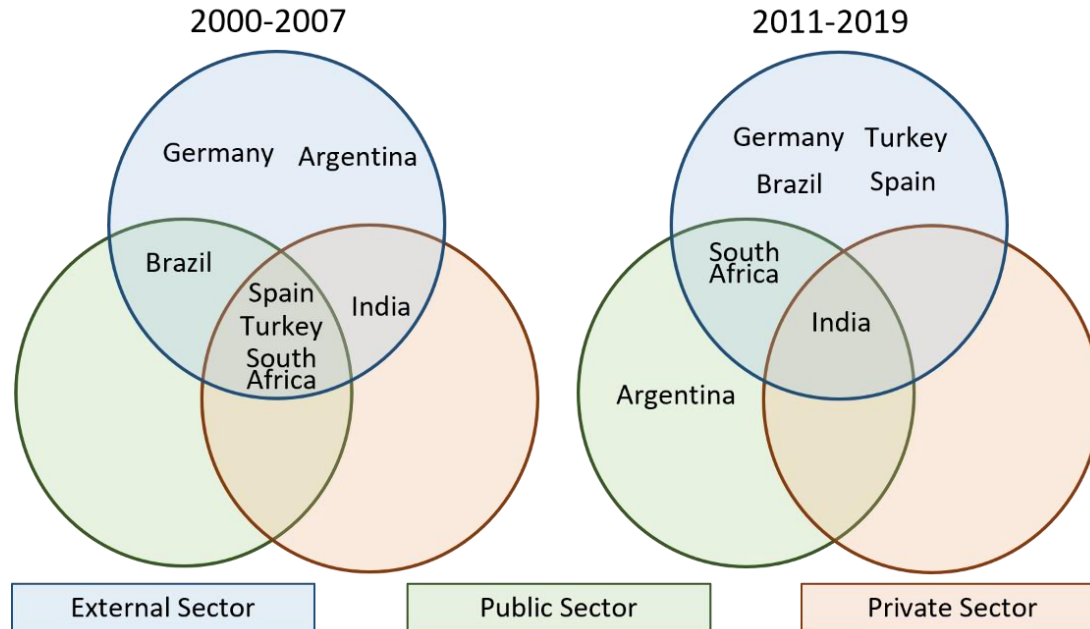 2000-2007
Germany
Argentina
Brazil
Spain
Turkey
South
Africa
India
2011-2019
Germany
Turkey
Brazil
Spain
South
Africa
India
Argentina
External Sector
Public Sector
Private Sector